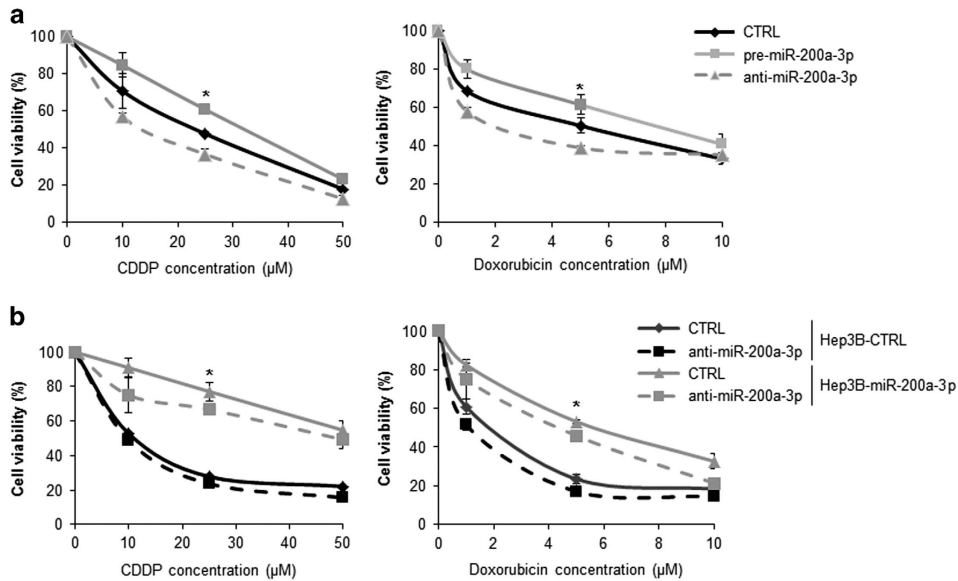 a
100
80
60
40
20
0
Cell viability (%)
*
0 10 20 30 40 50
CDDP concentration (µM)
100
80
60
40
20
0
Cell viability (%)
*
0 2 4 6 8 10
Doxorubicin concentration (µM)
CTRL
pre-miR-200a-3p
anti-miR-200a-3p
b
100
80
60
40
20
0
Cell viability (%)
*
0 10 20 30 40 50
CDDP concentration (µM)
100
80
60
40
20
0
Cell viability (%)
*
0 2 4 6 8 10
Doxorubicin concentration (µM)
CTRL
anti-miR-200a-3p
Hep3B-CTRL
CTRL
anti-miR-200a-3p
Hep3B-miR-200a-3p